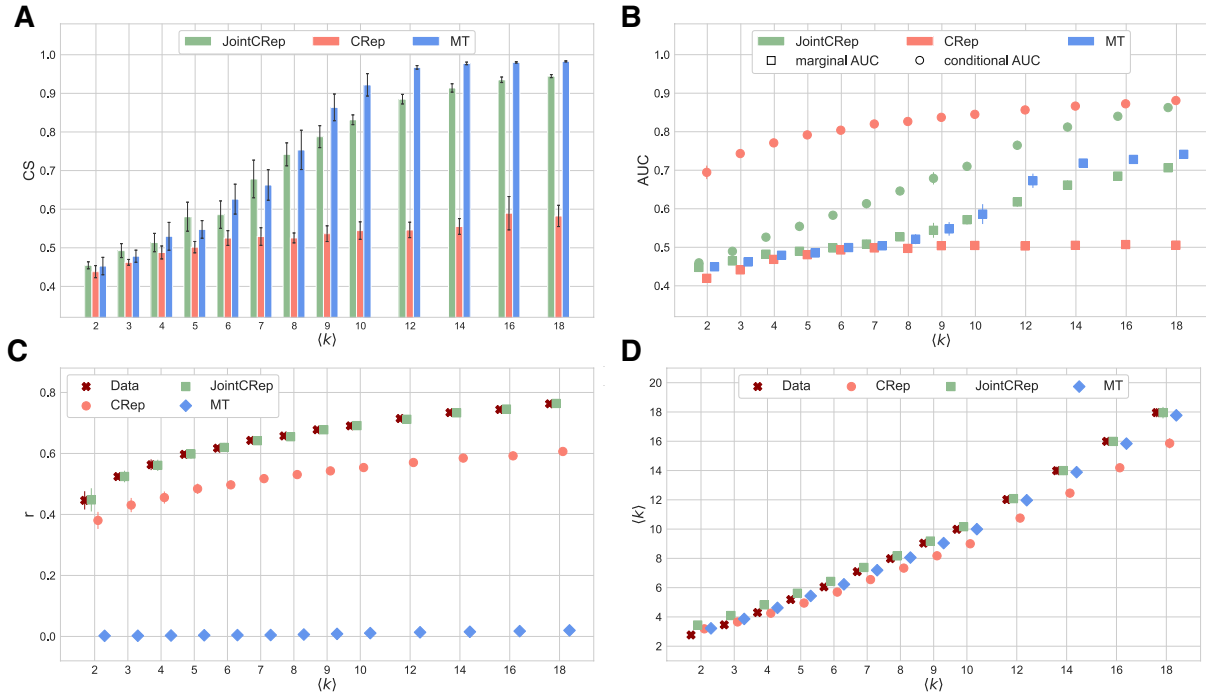 A
JointCRep CRep MT
CS
1.0
0.9
0.8
0.7
0.6
0.5
0.4
2 3 4 5 6 7 8 9 10 12 14 16 18
⟨k⟩
B
JointCRep CRep MT
marginal AUC conditional AUC
AUC
1.0
0.9
0.8
0.7
0.6
0.5
0.4
2 3 4 5 6 7 8 9 10 12 14 16 18
⟨k⟩
C
Data JointCRep
CRep MT
r
0.8
0.6
0.4
0.2
0.0
2 3 4 5 6 7 8 9 10 12 14 16 18
⟨k⟩
D
Data CRep JointCRep MT
⟨k⟩
20
18
16
14
12
10
8
6
4
2
2 3 4 5 6 7 8 9 10 12 14 16 18
⟨k⟩